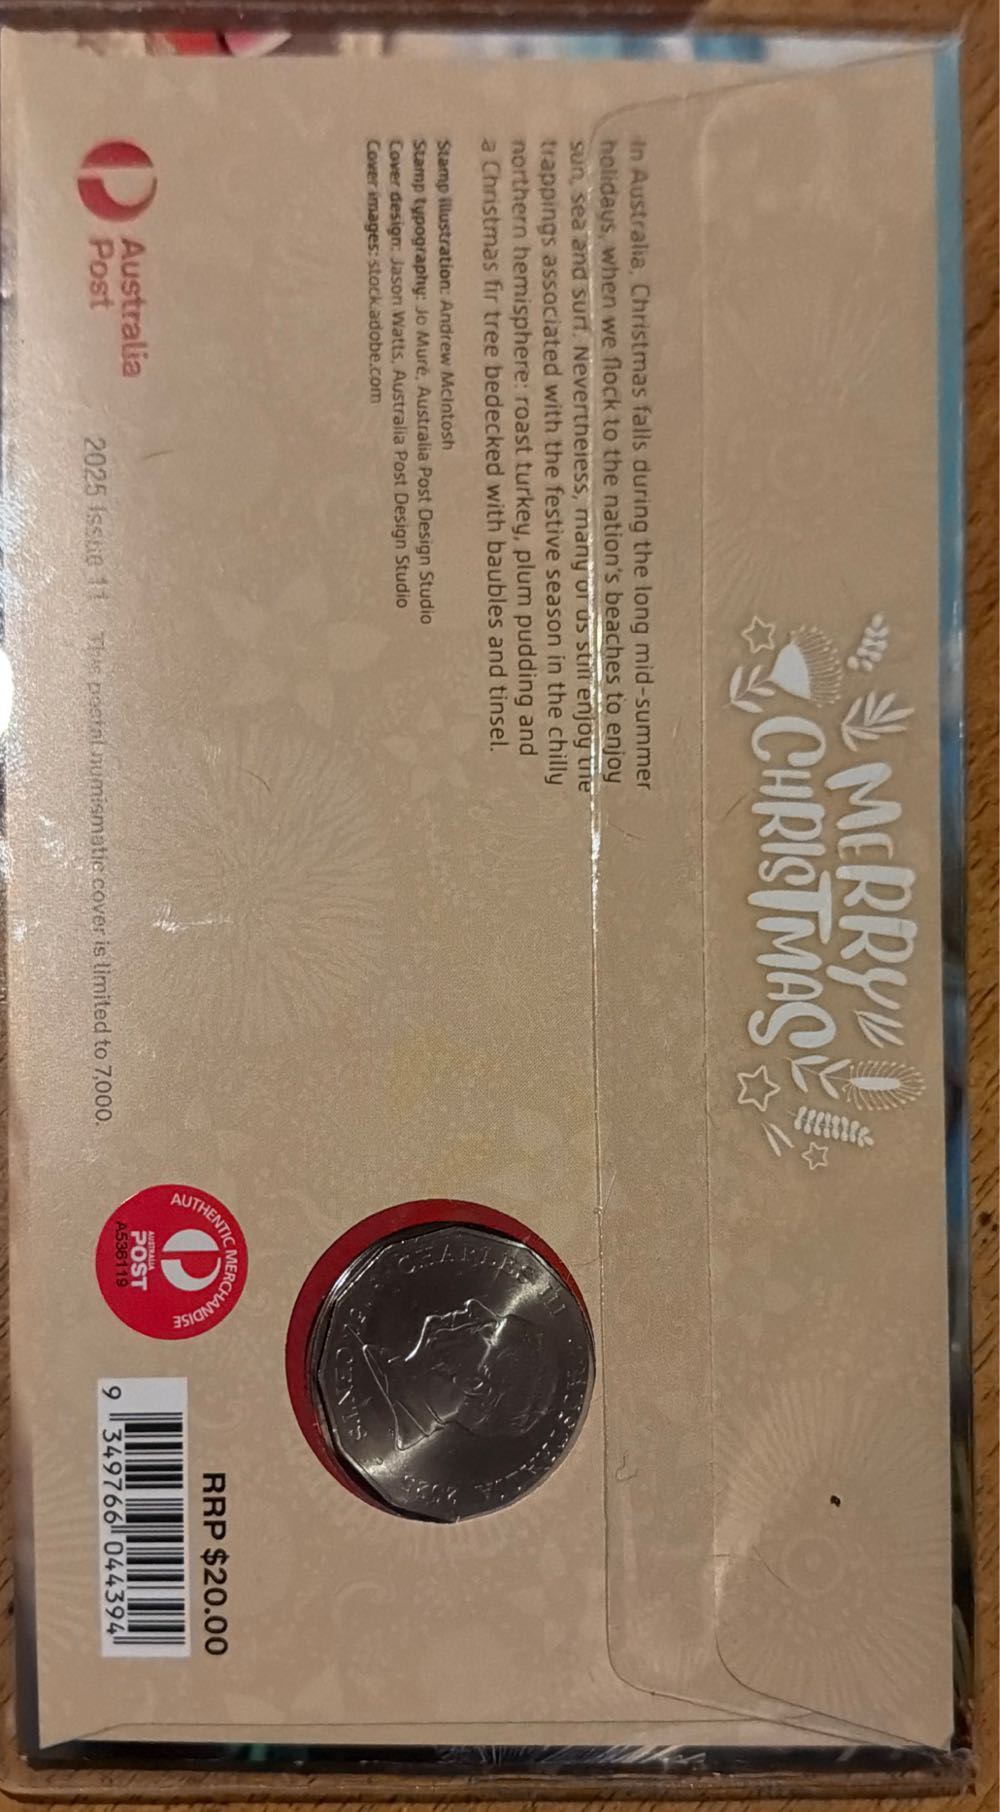 MERRY
CHRISTMAS
In Australia, Christmas falls during the long mid-summer
holidays, when we flock to the nation's beaches to enjoy
sun, sea and surf. Nevertheless, many of us still enjoy the
trappings associated with the festive season in the chilly
northern hemisphere: roast turkey, plum pudding and
a Christmas fir tree bedecked with baubles and tinsel.
Stamp illustration: Andrew McIntosh
Stamp typography: Jo Muré, Australia Post Design Studio
Cover design: Jason Watts, Australia Post Design Studio
Cover images: stock.adobe.com
CHARLES III • AUSTRALIA 2025 •
RRP $20.00
Australia
Post
2025 Issue 11 This postal numismatic cover is limited to 7,000.
AUTHENTIC MERCHANDISE
AUSTRALIA
POST
A536119
9 349766 044394